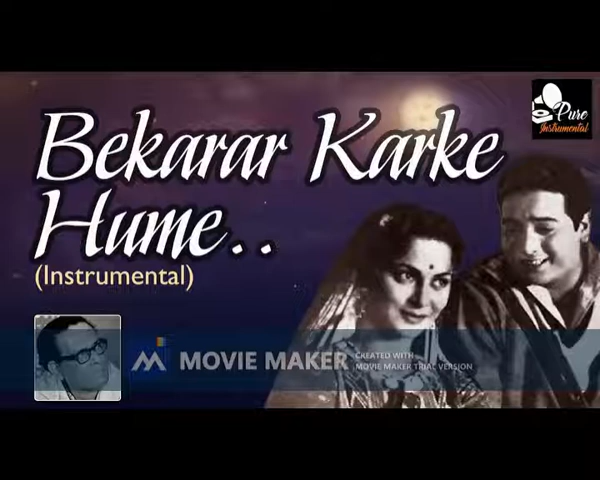 Bekarar Karke
Hume..
(Instrumental)
Pure
Instrumental
MOVIE MAKER
CREATED WITH
MOVIE MAKER TRIAL VERSION